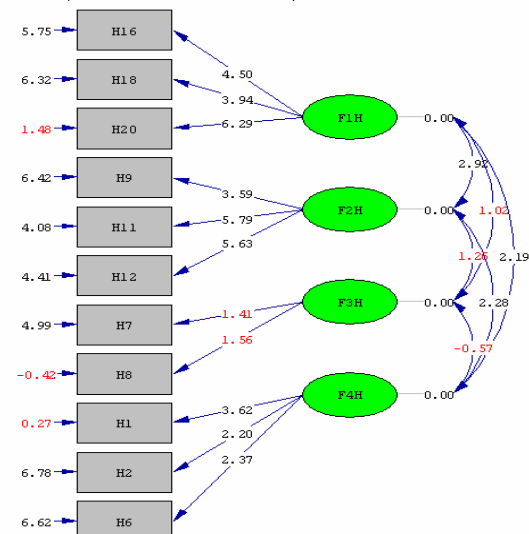 5.75 H16
4.50
6.32 H18
3.94
F1H 0.00
1.48 H20
6.29
2.92
6.42 H9
3.59
F2H 0.00 1.02
4.08 H11
5.79
5.63
1.26 2.19
4.41 H12
F3H 0.00 2.28
4.99 H7
1.41
1.56
-0.57
-0.42 H8
F4H 0.00
0.27 H1
3.62
2.20
2.37
6.78 H2
6.62 H6